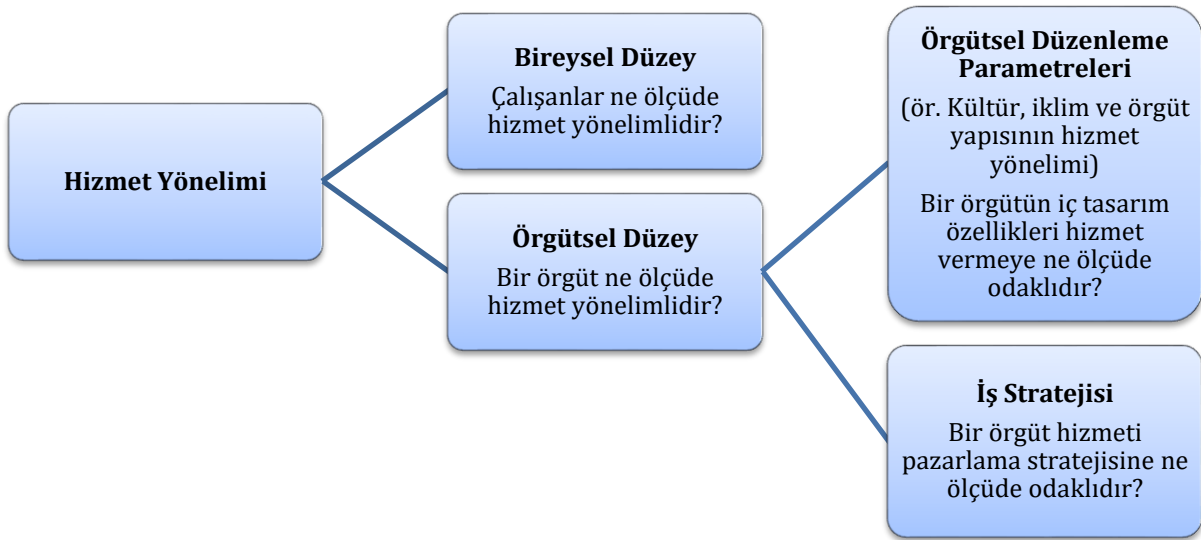 Hizmet Yönelimi
Bireysel Düzey
Çalışanlar ne ölçüde
hizmet yönelimlidir?
Örgütsel Düzey
Bir örgüt ne ölçüde
hizmet yönelimlidir?
Örgütsel Düzenleme
Parametreleri
(ör. Kültür, iklim ve örgüt
yapısının hizmet
yönelimi)
Bir örgütün iç tasarım
özellikleri hizmet
vermeye ne ölçüde
odaklıdır?
İş Stratejisi
Bir örgüt hizmeti
pazarlama stratejisine ne
ölçüde odaklıdır?